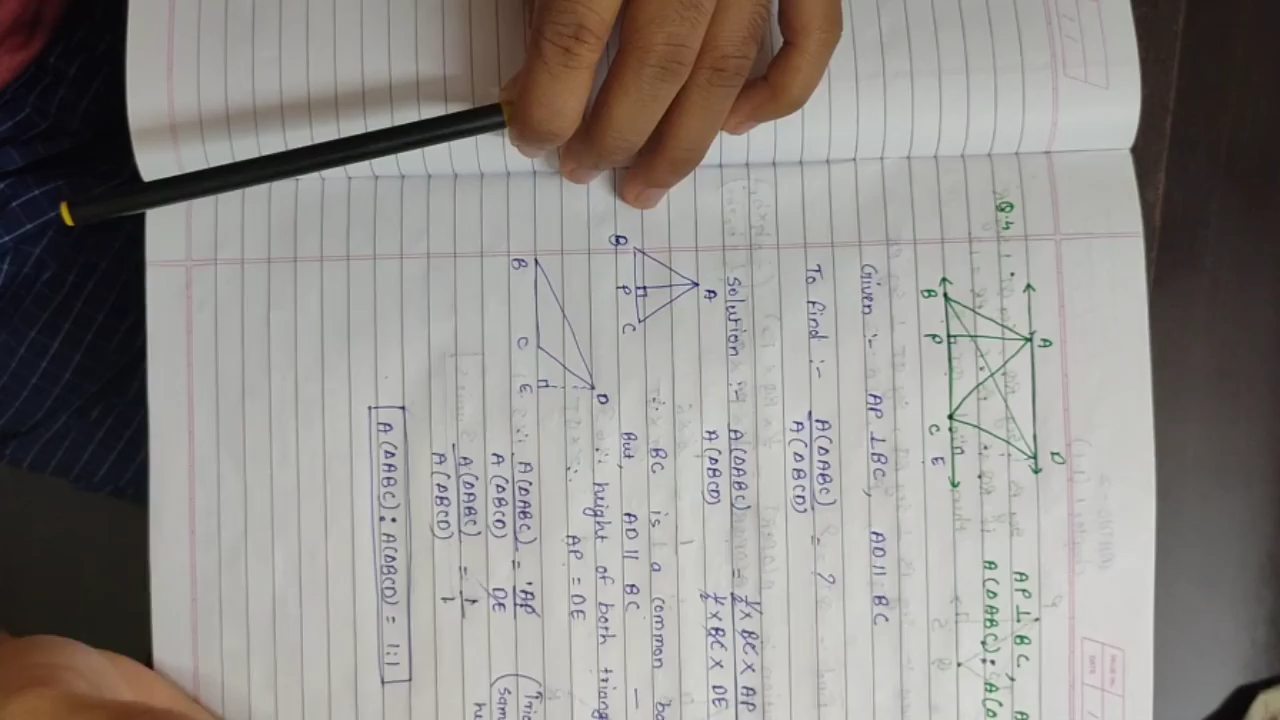 Q.4.
A D
B P C E
AP ⊥ BC, A
A(ΔABC) : A(Δ
Given :- AP ⊥ BC, AD || BC
To find :- A(ΔABC) / A(ΔBCD) = ?
Solution :- A(ΔABC) / A(ΔBCD) = ½ × BC × AP / ½ × BC × DE
A
B P C
∵ BC is a common
But, AD || BC —
D
B C E
∴ height of both
AP = DE
∴ A(ΔABC) / A(ΔBCD) = AP / DE
A(ΔABC) / A(ΔBCD) = 1 / 1
A(ΔABC) : A(ΔBCD) = 1:1